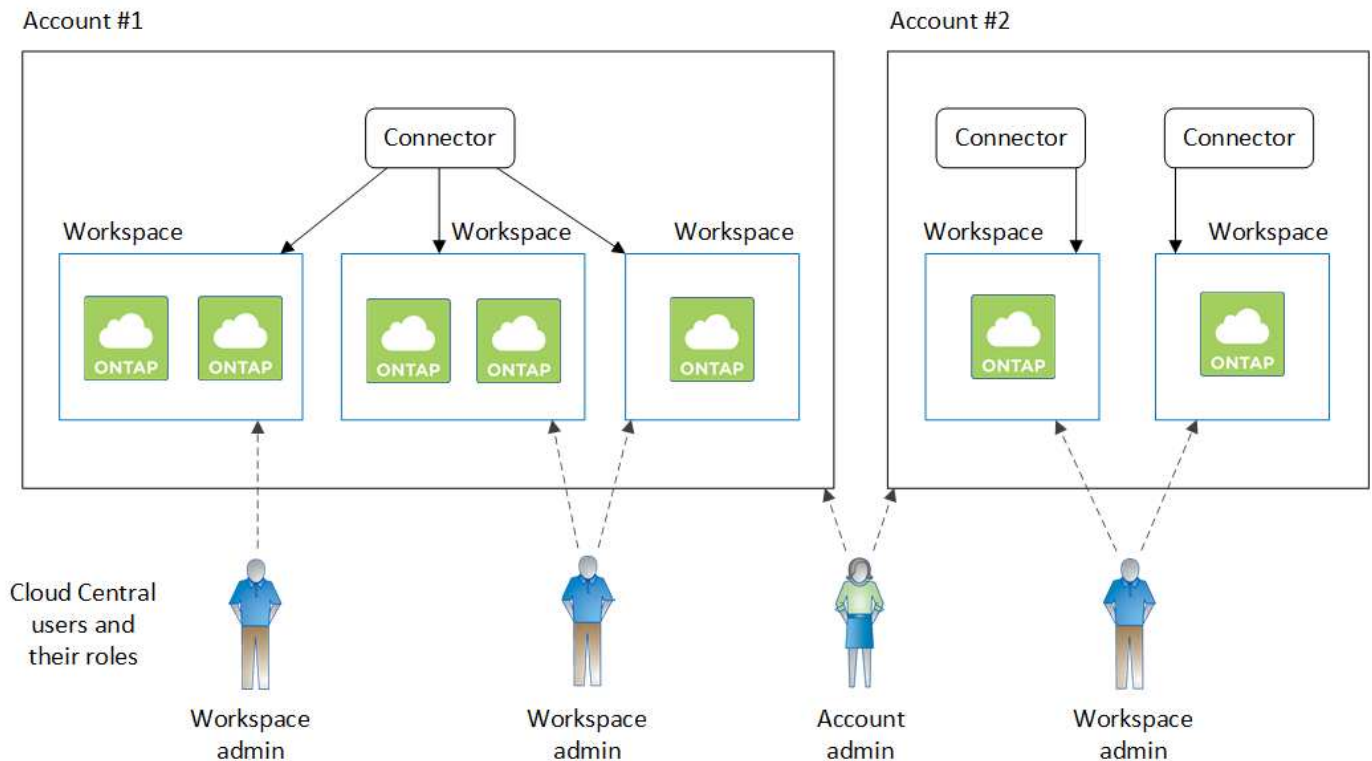 Account #1
Account #2
Connector
Connector
Connector
Workspace
Workspace
Workspace
Workspace
Workspace
ONTAP
ONTAP
ONTAP
ONTAP
ONTAP
ONTAP
ONTAP
Cloud Central
users and
their roles
Workspace
admin
Workspace
admin
Account
admin
Workspace
admin